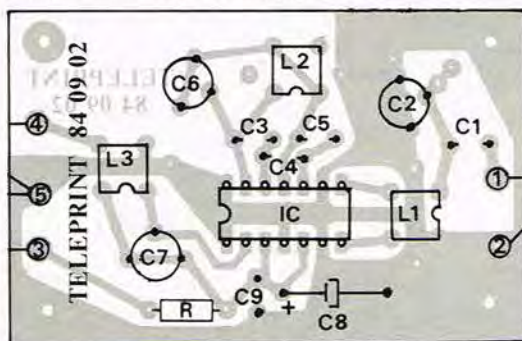 TELEPRINT 84 09 02
TELEPRINT
84 09 02
C6
L2
C2
C3
C5
C1
C4
L3
IC
L1
C7
R
C9
+
C8
4
5
3
1
2